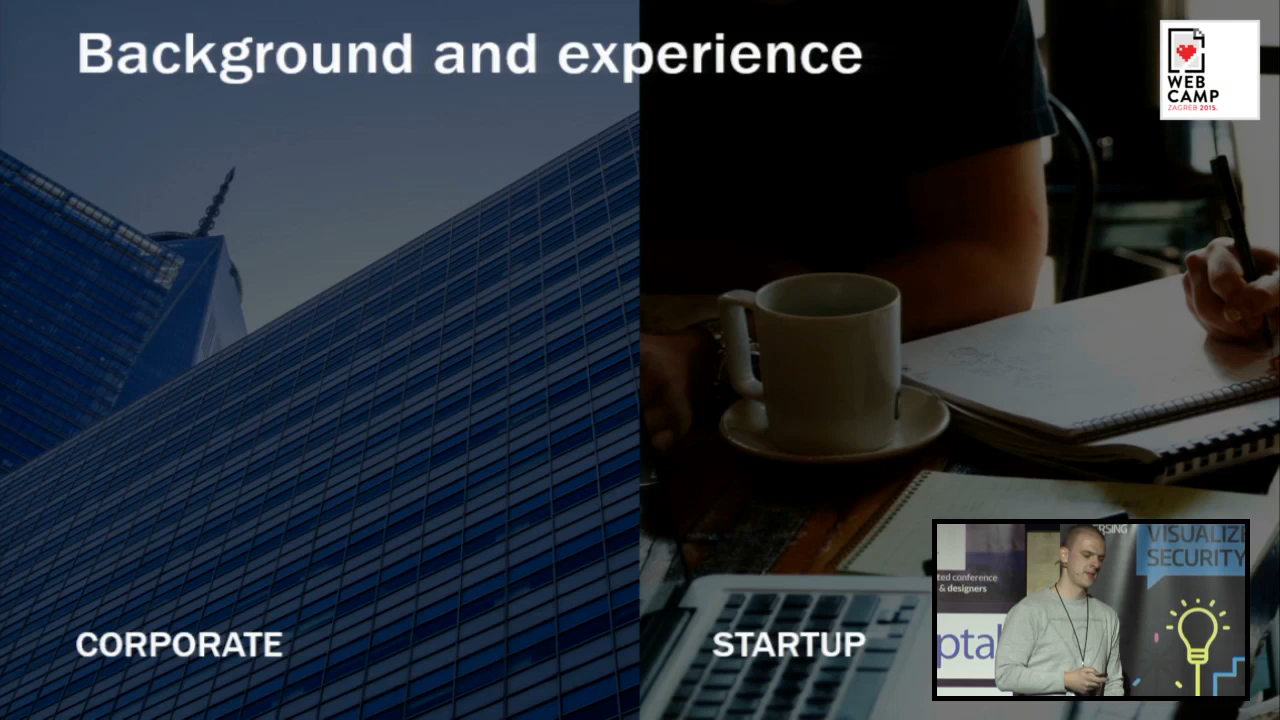 Background and experience
WEB
CAMP
ZAGREB 2015.
CORPORATE
STARTUP
VISUALIZE
SECURITY
ted conference
& designers
ptal